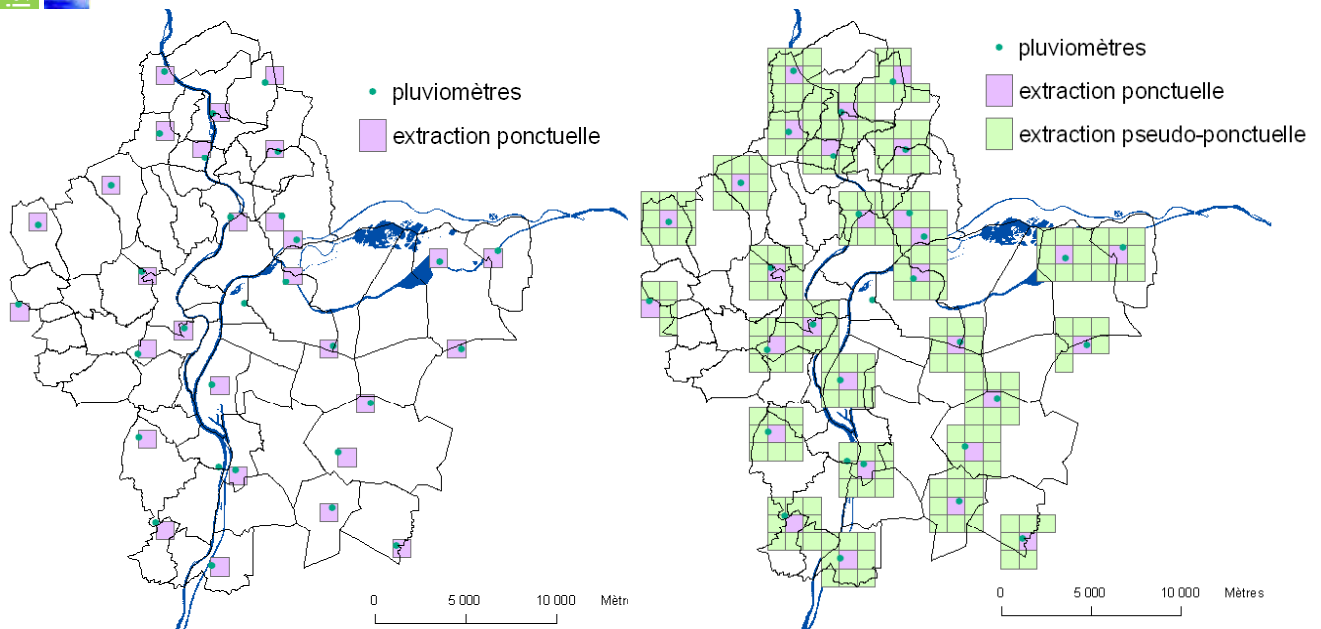 pluviomètres
extraction ponctuelle
0 5 000 10 000 Mètr
pluviomètres
extraction ponctuelle
extraction pseudo-ponctuelle
0 5 000 10 000 Mètres